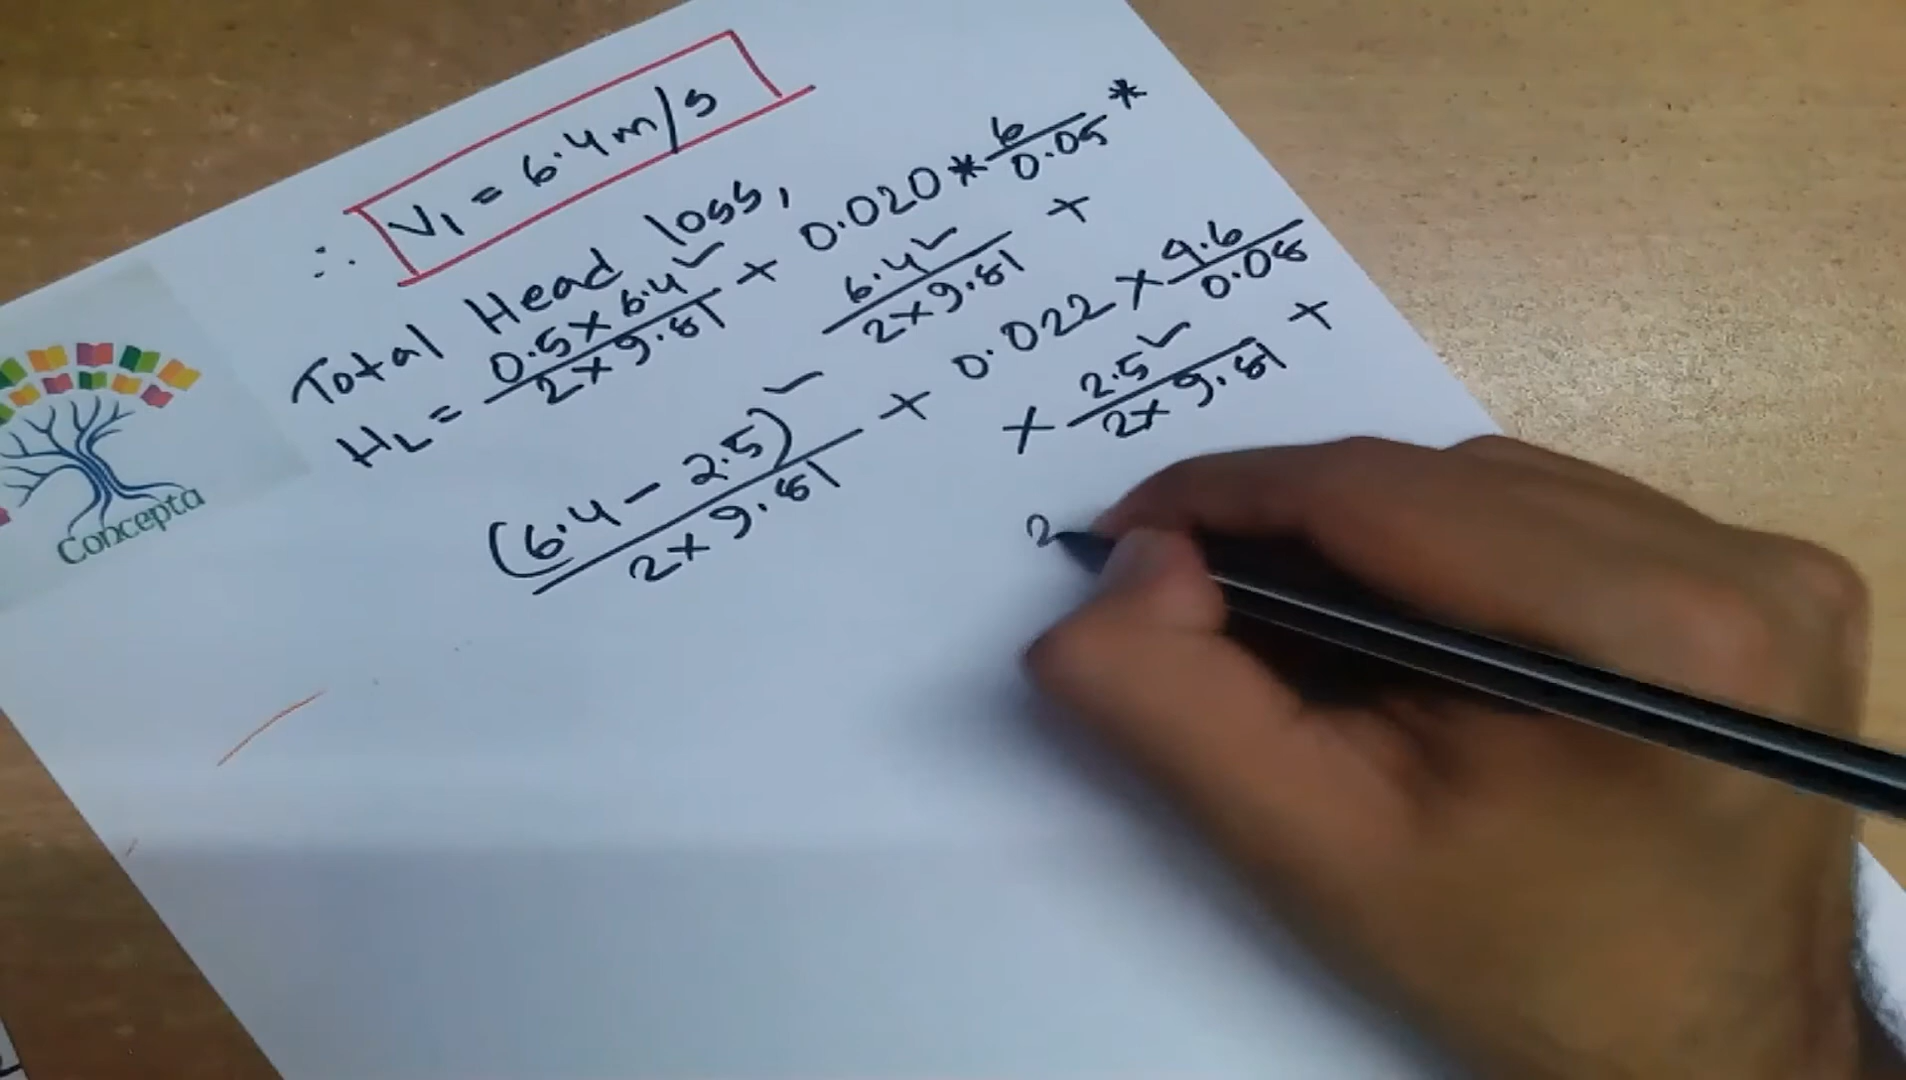 ∴ V1 = 6.4 m/s
Total Head loss,
HL = 0.5 × 6.4² / 2 × 9.81 + 0.020 * 6 / 0.05 *
6.4² / 2 × 9.81 +
(6.4 - 2.5)² / 2 × 9.81 + 0.022 × 9.6 / 0.08
× 2.5² / 2 × 9.81 +
2
Concepta